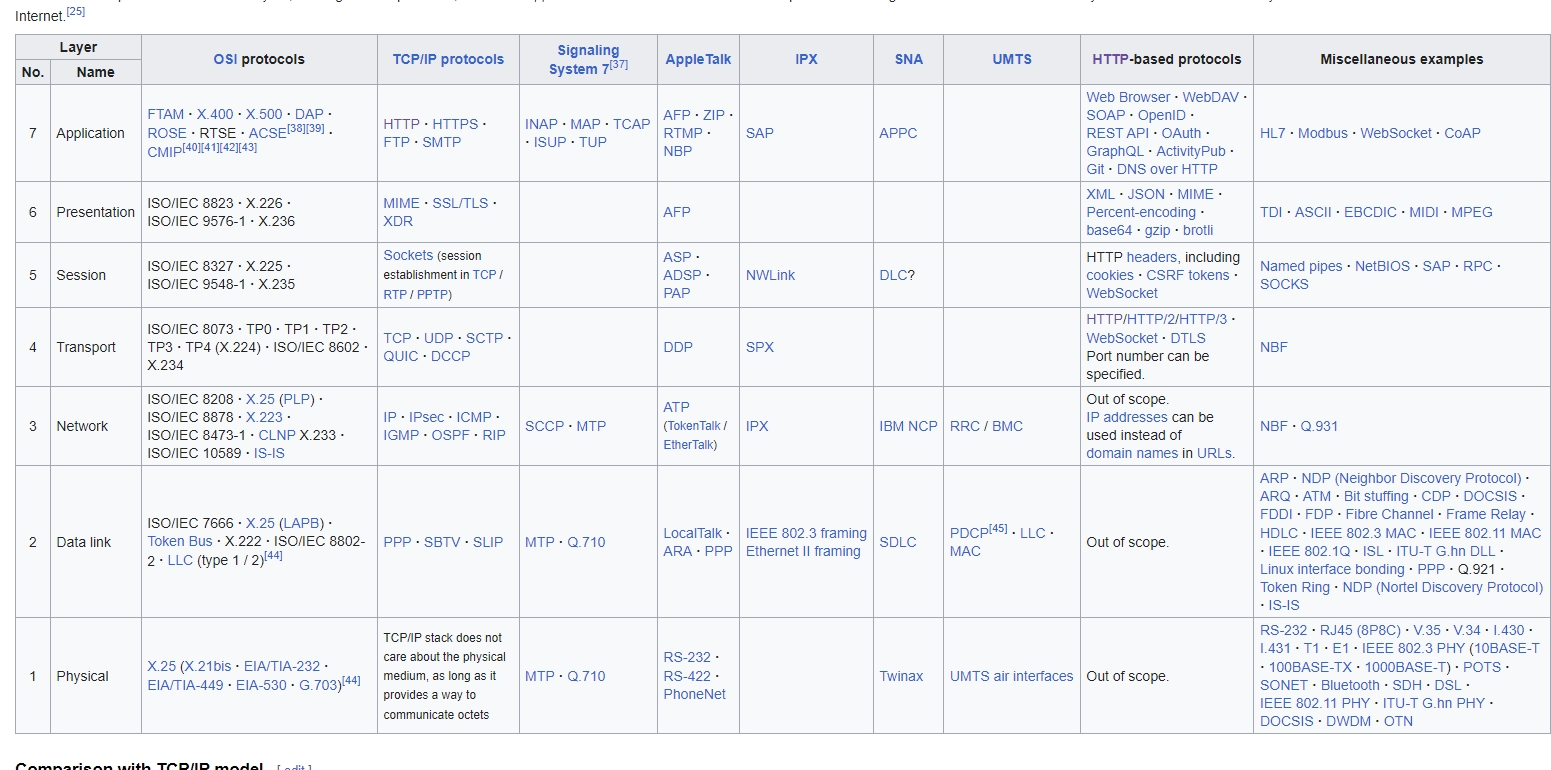 Internet.[25]
Layer
No.
Name
OSI protocols
TCP/IP protocols
Signaling
System 7[37]
AppleTalk
IPX
SNA
UMTS
HTTP-based protocols
Miscellaneous examples
7
Application
FTAM · X.400 · X.500 · DAP ·
ROSE · RTSE · ACSE[38][39] ·
CMIP[40][41][42][43]
HTTP · HTTPS ·
FTP · SMTP
INAP · MAP · TCAP
· ISUP · TUP
AFP · ZIP ·
RTMP ·
NBP
SAP
APPC
Web Browser · WebDAV ·
SOAP · OpenID ·
REST API · OAuth ·
GraphQL · ActivityPub ·
Git · DNS over HTTP
HL7 · Modbus · WebSocket · CoAP
6
Presentation
ISO/IEC 8823 · X.226 ·
ISO/IEC 9576-1 · X.236
MIME · SSL/TLS ·
XDR
AFP
XML · JSON · MIME ·
Percent-encoding ·
base64 · gzip · brotli
TDI · ASCII · EBCDIC · MIDI · MPEG
5
Session
ISO/IEC 8327 · X.225 ·
ISO/IEC 9548-1 · X.235
Sockets (session
establishment in TCP /
RTP / PPTP)
ASP ·
ADSP ·
PAP
NWLink
DLC?
HTTP headers, including
cookies · CSRF tokens ·
WebSocket
Named pipes · NetBIOS · SAP · RPC ·
SOCKS
4
Transport
ISO/IEC 8073 · TP0 · TP1 · TP2 ·
TP3 · TP4 (X.224) · ISO/IEC 8602 ·
X.234
TCP · UDP · SCTP ·
QUIC · DCCP
DDP
SPX
HTTP/HTTP/2/HTTP/3 ·
WebSocket · DTLS
Port number can be
specified.
NBF
3
Network
ISO/IEC 8208 · X.25 (PLP) ·
ISO/IEC 8878 · X.223 ·
ISO/IEC 8473-1 · CLNP X.233 ·
ISO/IEC 10589 · IS-IS
IP · IPsec · ICMP ·
IGMP · OSPF · RIP
SCCP · MTP
ATP
(TokenTalk /
EtherTalk)
IPX
IBM NCP
RRC / BMC
Out of scope.
IP addresses can be
used instead of
domain names in URLs.
NBF · Q.931
2
Data link
ISO/IEC 7666 · X.25 (LAPB) ·
Token Bus · X.222 · ISO/IEC 8802-
2 · LLC (type 1 / 2)[44]
PPP · SBTV · SLIP
MTP · Q.710
LocalTalk ·
ARA · PPP
IEEE 802.3 framing
Ethernet II framing
SDLC
PDCP[45] · LLC ·
MAC
Out of scope.
ARP · NDP (Neighbor Discovery Protocol) ·
ARQ · ATM · Bit stuffing · CDP · DOCSIS ·
FDDI · FDP · Fibre Channel · Frame Relay ·
HDLC · IEEE 802.3 MAC · IEEE 802.11 MAC
· IEEE 802.1Q · ISL · ITU-T G.hn DLL ·
Linux interface bonding · PPP · Q.921 ·
Token Ring · NDP (Nortel Discovery Protocol)
· IS-IS
1
Physical
X.25 (X.21bis · EIA/TIA-232 ·
EIA/TIA-449 · EIA-530 · G.703)[44]
TCP/IP stack does not
care about the physical
medium, as long as it
provides a way to
communicate octets
MTP · Q.710
RS-232 ·
RS-422 ·
PhoneNet
Twinax
UMTS air interfaces
Out of scope.
RS-232 · RJ45 (8P8C) · V.35 · V.34 · I.430 ·
I.431 · T1 · E1 · IEEE 802.3 PHY (10BASE-T
· 100BASE-TX · 1000BASE-T) · POTS ·
SONET · Bluetooth · SDH · DSL ·
IEEE 802.11 PHY · ITU-T G.hn PHY ·
DOCSIS · DWDM · OTN
Comparison with TCP/IP model [ edit ]